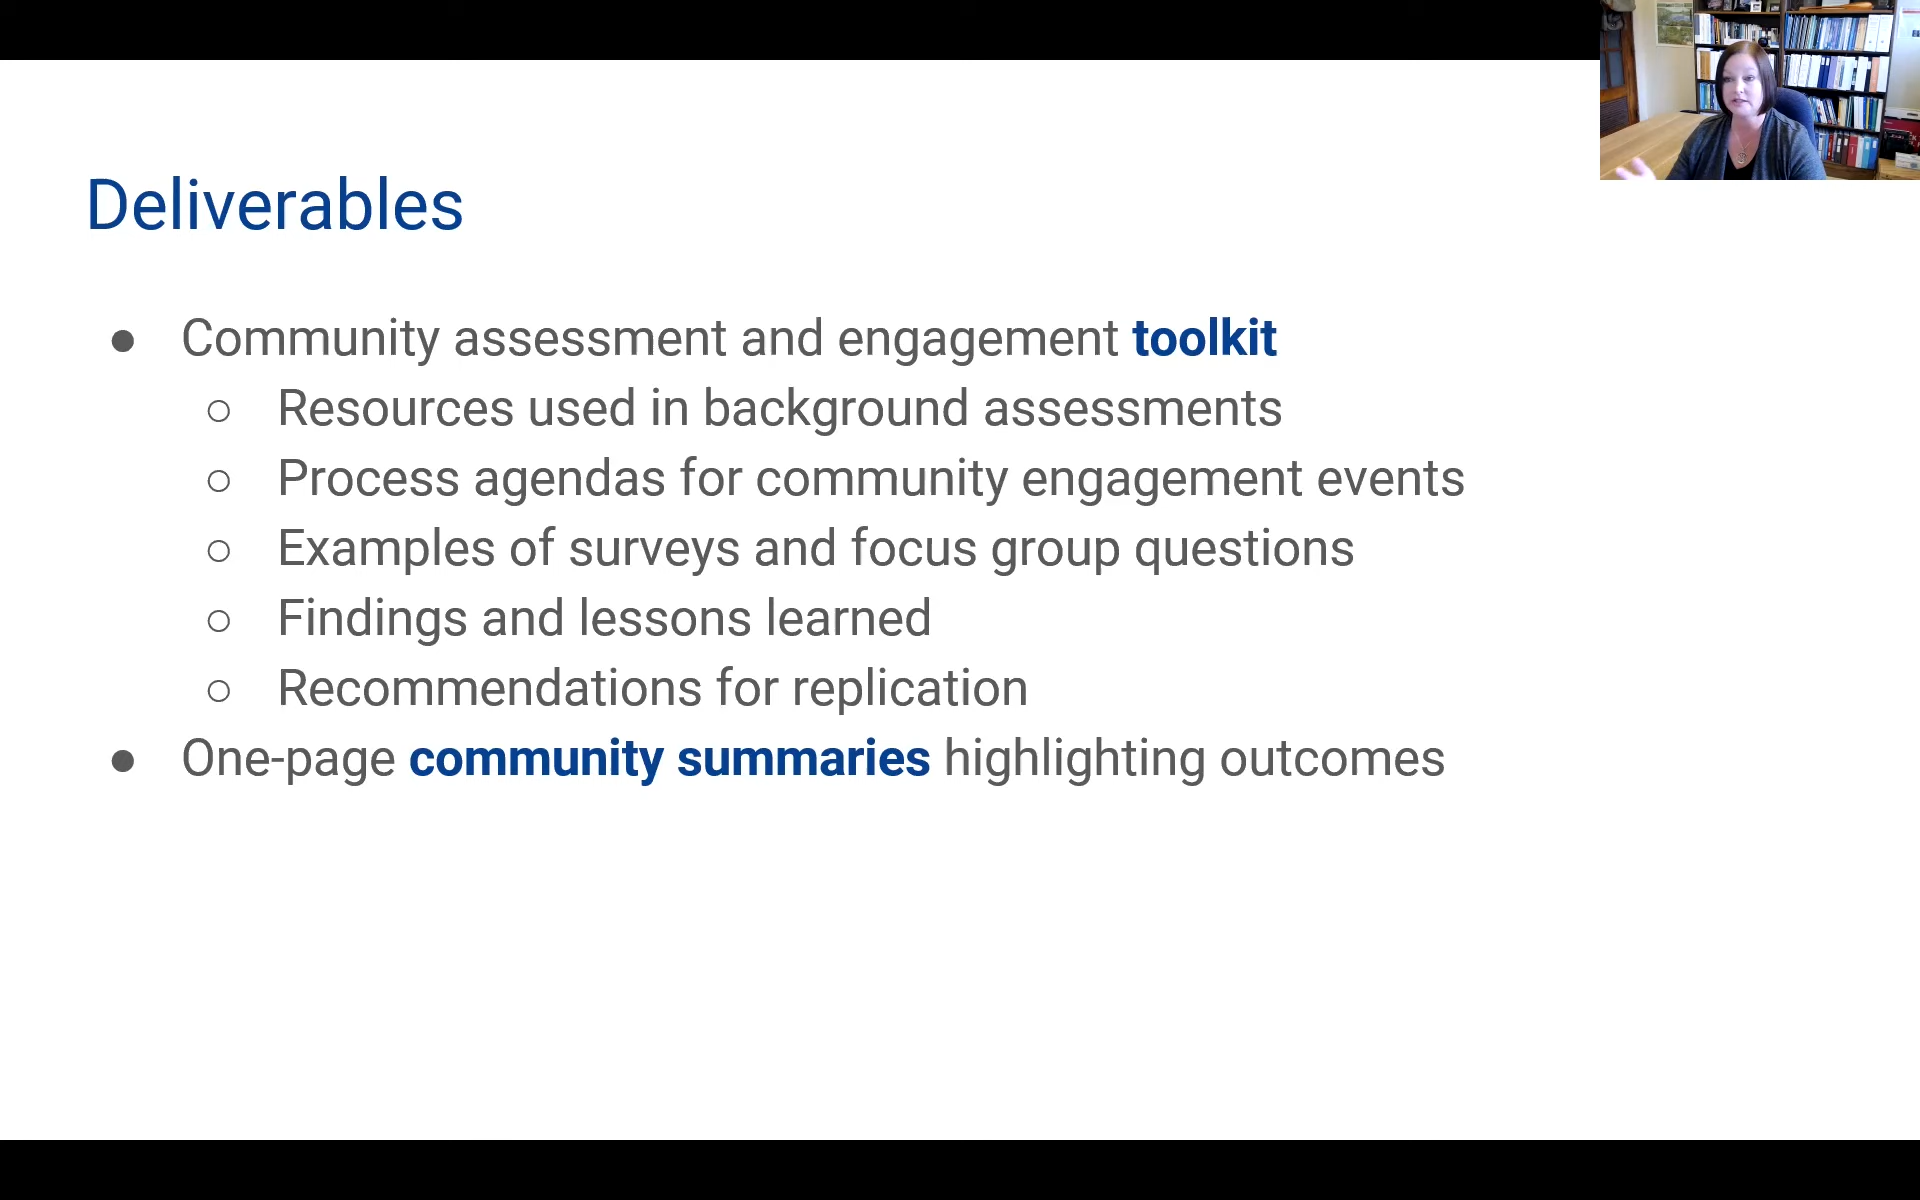 Deliverables
● Community assessment and engagement toolkit
○ Resources used in background assessments
○ Process agendas for community engagement events
○ Examples of surveys and focus group questions
○ Findings and lessons learned
○ Recommendations for replication
● One-page community summaries highlighting outcomes